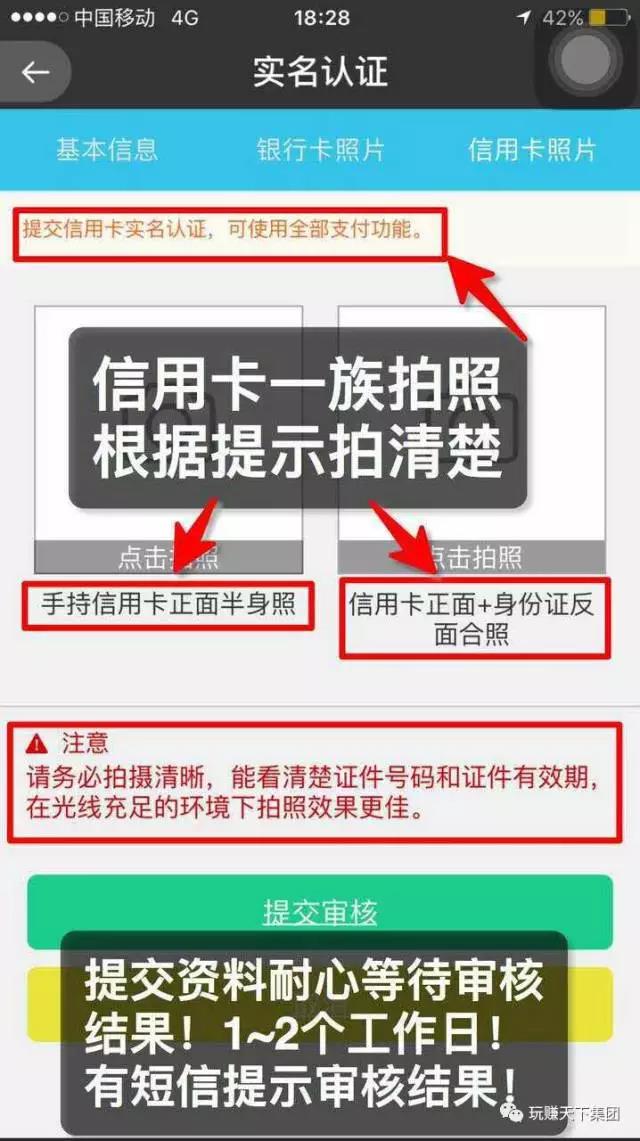 中国移动 4G 18:28 42%
实名认证
基本信息 银行卡照片 信用卡照片
提交信用卡实名认证，可使用全部支付功能。
信用卡一族拍照
根据提示拍清楚
点击拍照 点击拍照
手持信用卡正面半身照
信用卡正面+身份证反
面合照
注意
请务必拍摄清晰，能看清楚证件号码和证件有效期，
在光线充足的环境下拍照效果更佳。
提交审核
提交资料耐心等待审核
结果！1~2个工作日！
有短信提示审核结果！
玩赚天下集团